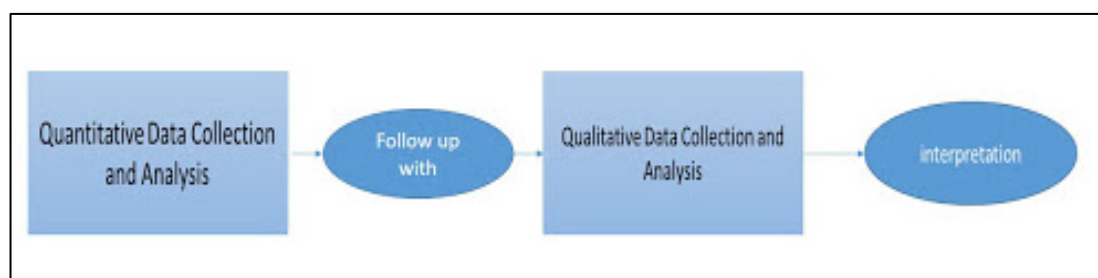 Quantitative Data Collection
and Analysis
Follow up
with
Qualitative Data Collection and
Analysis
interpretation